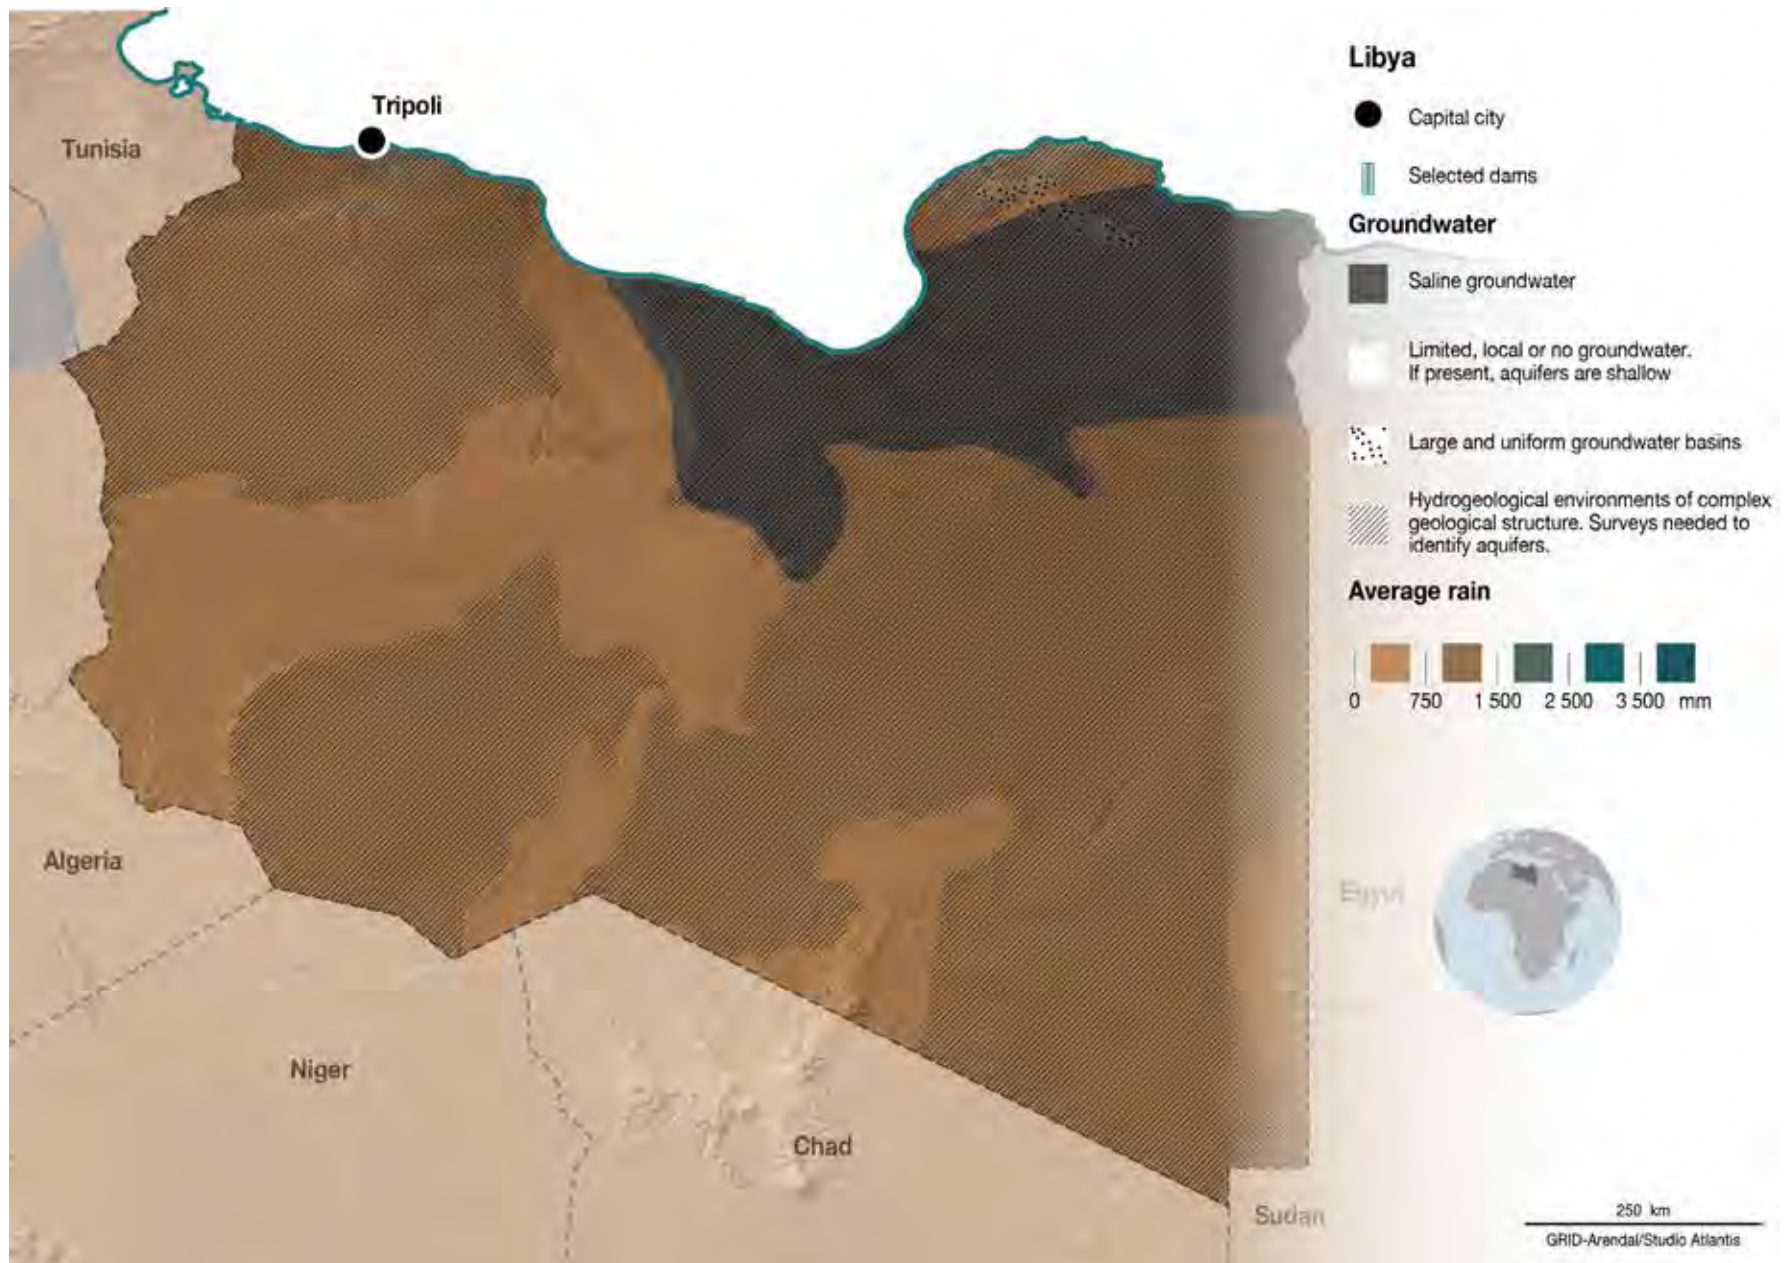 Tripoli
Tunisia
Algeria
Niger
Chad
Sudan
Egypt
Libya
Capital city
Selected dams
Groundwater
Saline groundwater
Limited, local or no groundwater.
If present, aquifers are shallow
Large and uniform groundwater basins
Hydrogeological environments of complex
geological structure. Surveys needed to
identify aquifers.
Average rain
0 750 1 500 2 500 3 500 mm
250 km
GRID-Arendal/Studio Atlantis